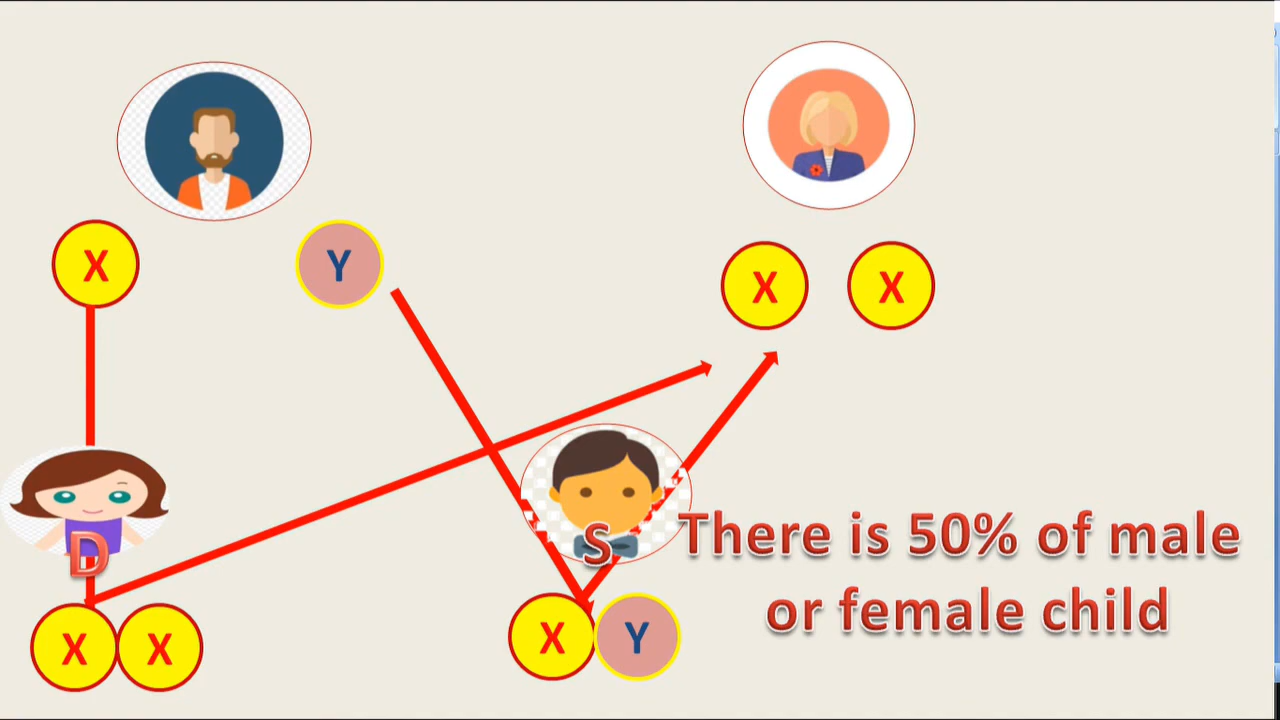 X Y X X
D
S
There is 50% of male
or female child
X X X Y